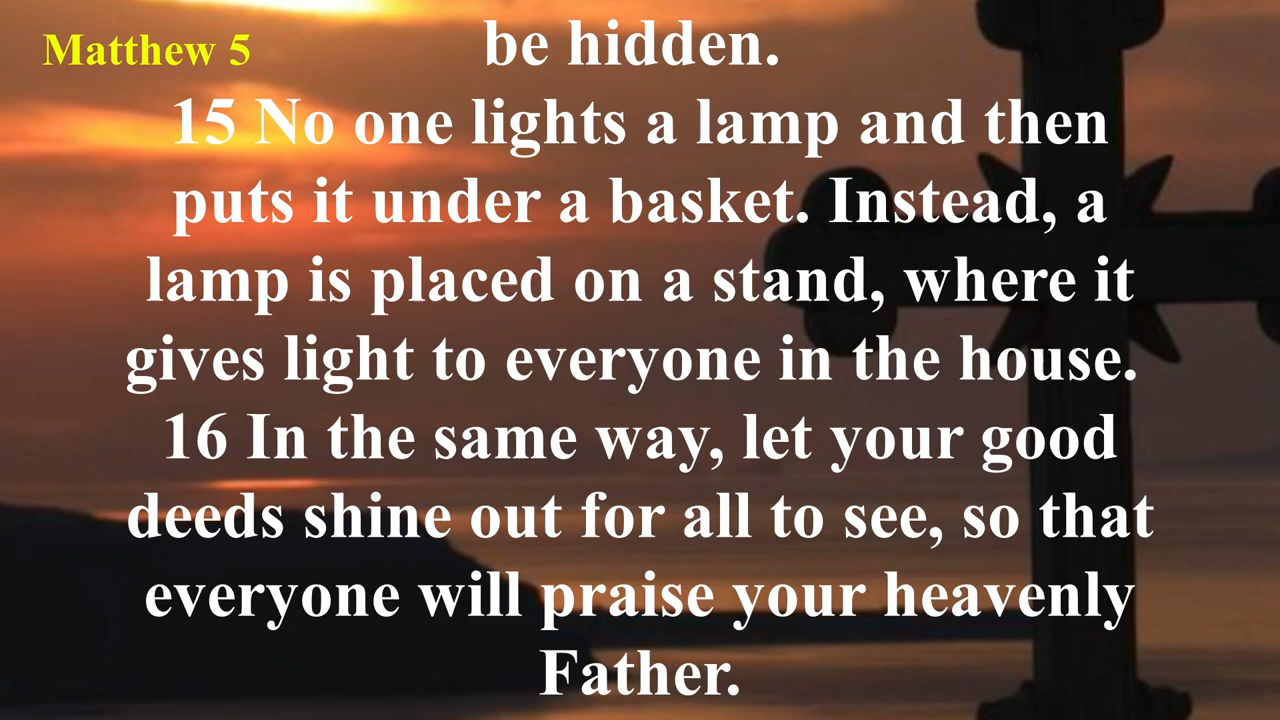 Matthew 5
be hidden.
15 No one lights a lamp and then
puts it under a basket. Instead, a
lamp is placed on a stand, where it
gives light to everyone in the house.
16 In the same way, let your good
deeds shine out for all to see, so that
everyone will praise your heavenly
Father.